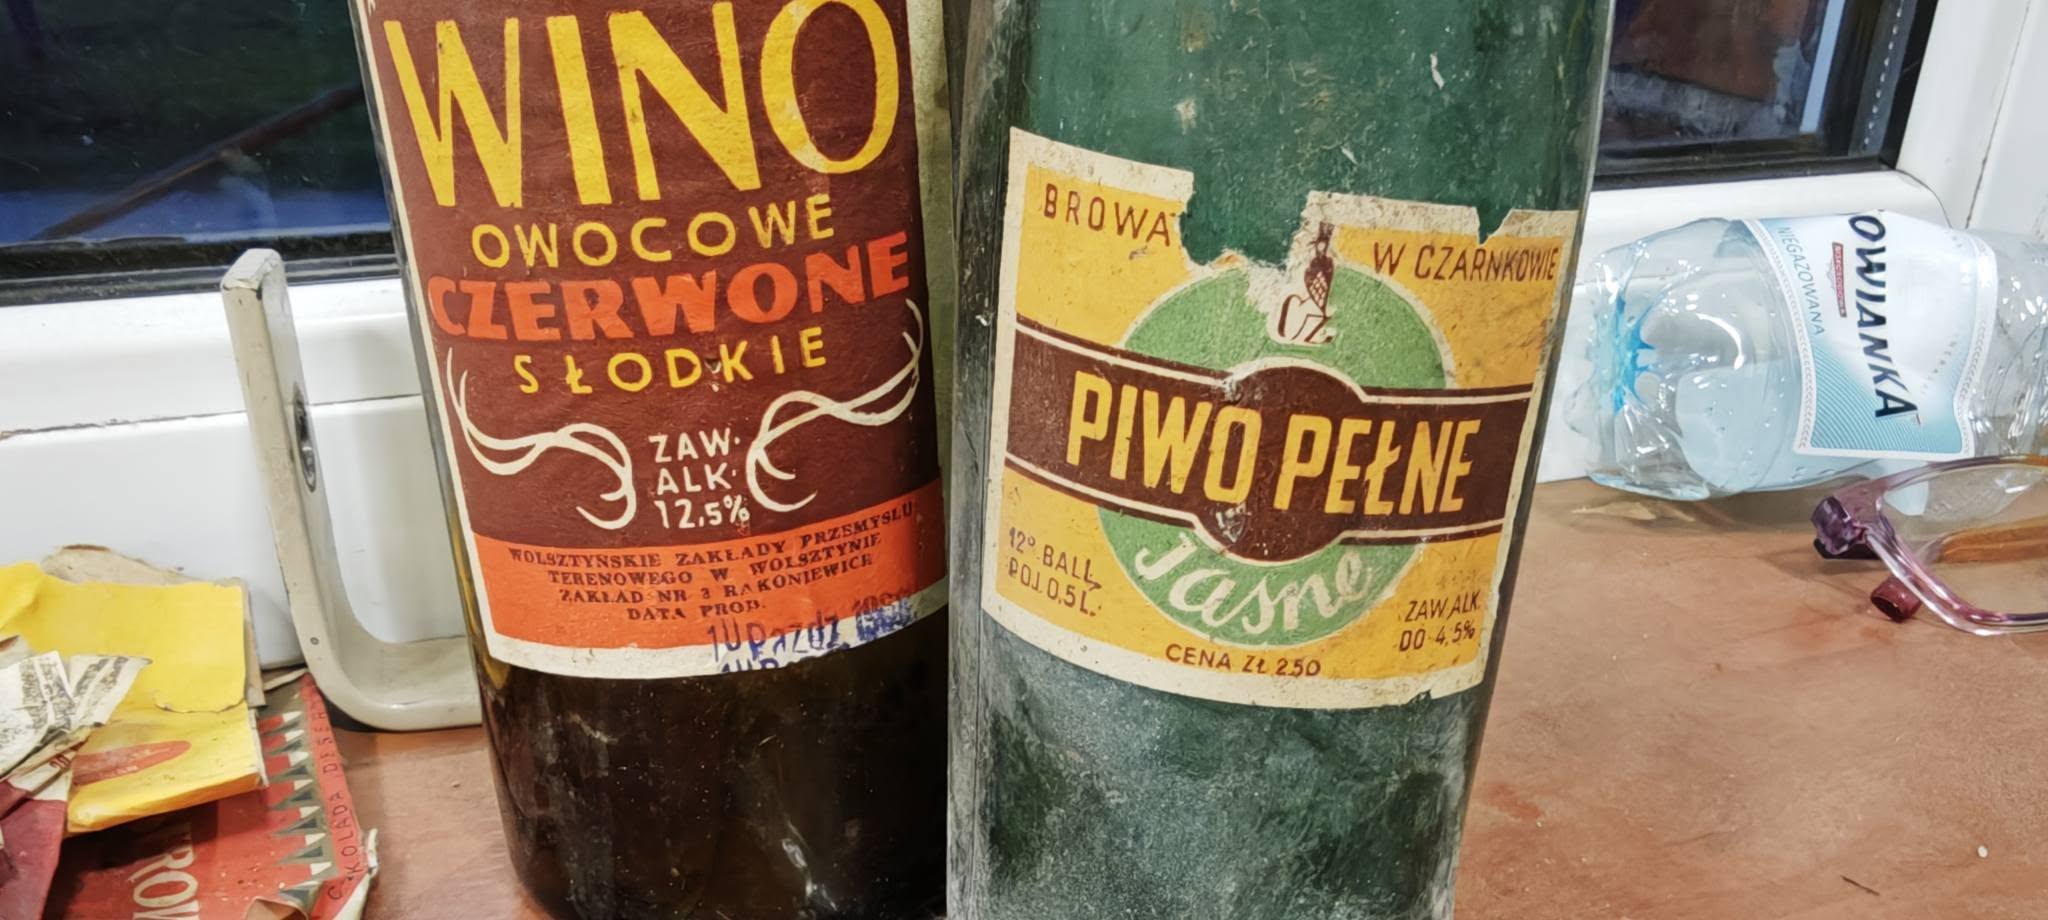 WINO
OWOCOWE
CZERWONE
SŁODKIE
ZAW.
ALK.
12,5%
WOLSZTYŃSKIE ZAKŁADY PRZEMYSŁU
TERENOWEGO W WOLSZTYNIE
ZAKŁAD NR 3 RAKONIEWICE
DATA PROD.
BROWA
W CZARNKOWIE
Cz.
PIWO PEŁNE
Jasne
12° BALL.
POJ. 0,5 L.
ZAW. ALK.
DO 4,5%
CENA ZŁ 2.50
OWIANKA
NIEGAZOWANA